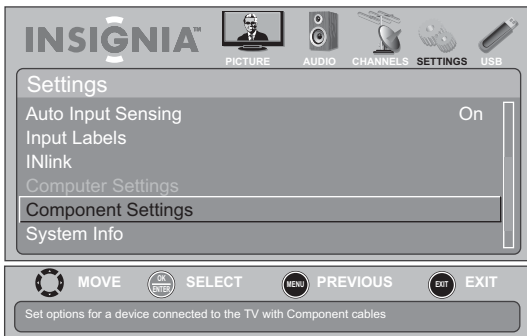 INSIGNIA™
PICTURE AUDIO CHANNELS SETTINGS USB
Settings
Auto Input Sensing On
Input Labels
INlink
Computer Settings
Component Settings
System Info
MOVE OK ENTER SELECT MENU PREVIOUS EXIT EXIT
Set options for a device connected to the TV with Component cables